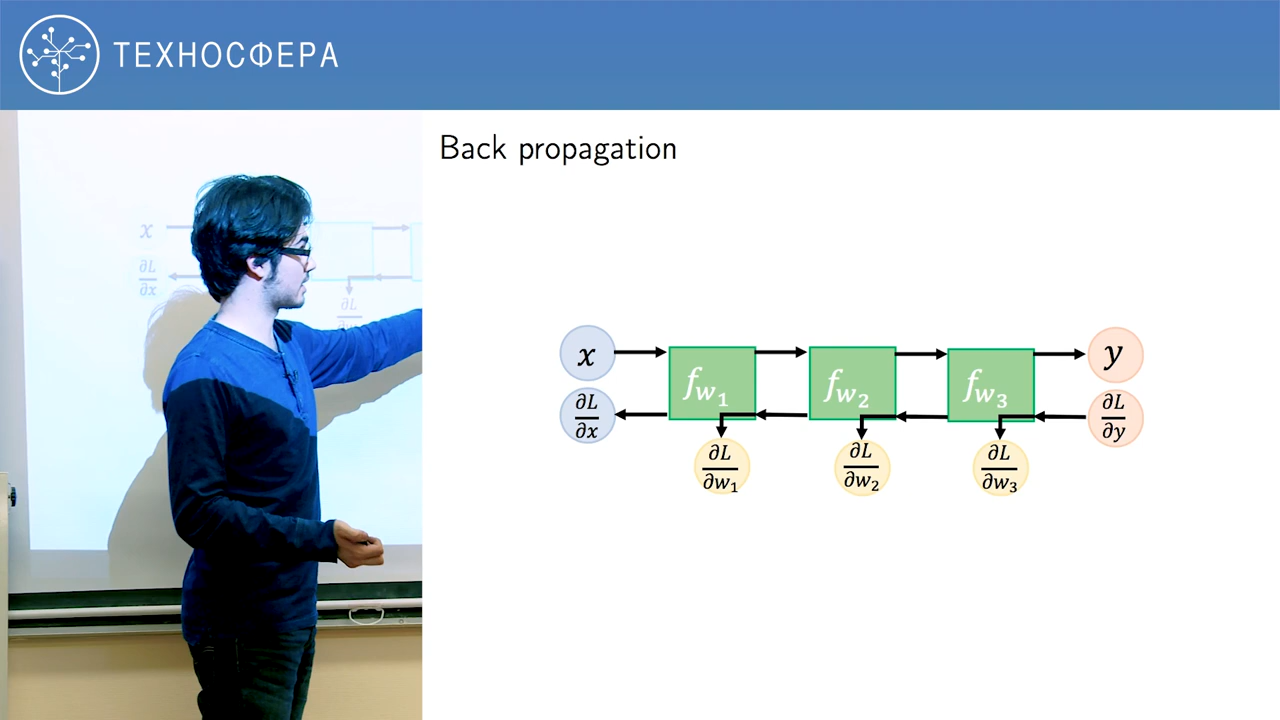 ТЕХНОСФЕРА
Back propagation
x
∂L/∂x
∂L
x
f_w₁
f_w₂
f_w₃
y
∂L/∂x
∂L/∂w₁
∂L/∂w₂
∂L/∂w₃
∂L/∂y